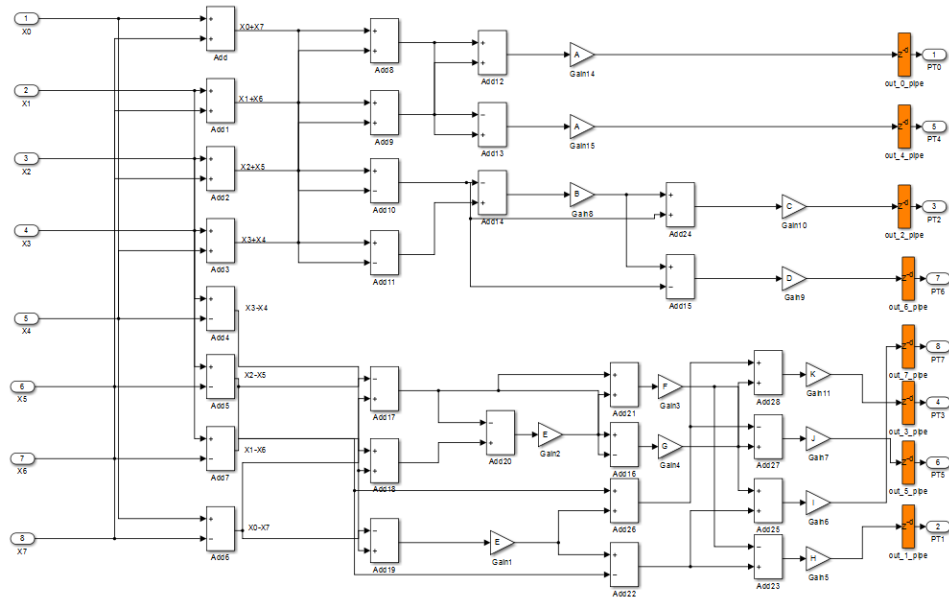 1
X0
2
X1
3
X2
4
X3
5
X4
6
X5
7
X6
8
X7
Add
Add1
Add2
Add3
Add4
Add5
Add7
Add6
X0+X7
X1+X6
X2+X5
X3+X4
X3-X4
X2-X5
X1-X6
X0-X7
Add8
Add9
Add10
Add11
Add17
Add18
Add19
Add12
Add13
Add14
Add20
A
Gain14
A
Gain15
B
Gain8
E
Gain2
E
Gain1
Add24
Add15
Add21
Add16
Add26
Add22
F
Gain3
G
Gain4
C
Gain10
D
Gain9
Add28
Add27
Add25
Add23
K
Gain11
J
Gain7
I
Gain6
H
Gain5
out_0_pipe
out_4_pipe
out_2_pipe
out_6_pipe
out_7_pipe
out_3_pipe
out_5_pipe
out_1_pipe
1
PT0
5
PT4
3
PT2
7
PT6
8
PT7
4
PT3
6
PT5
2
PT1